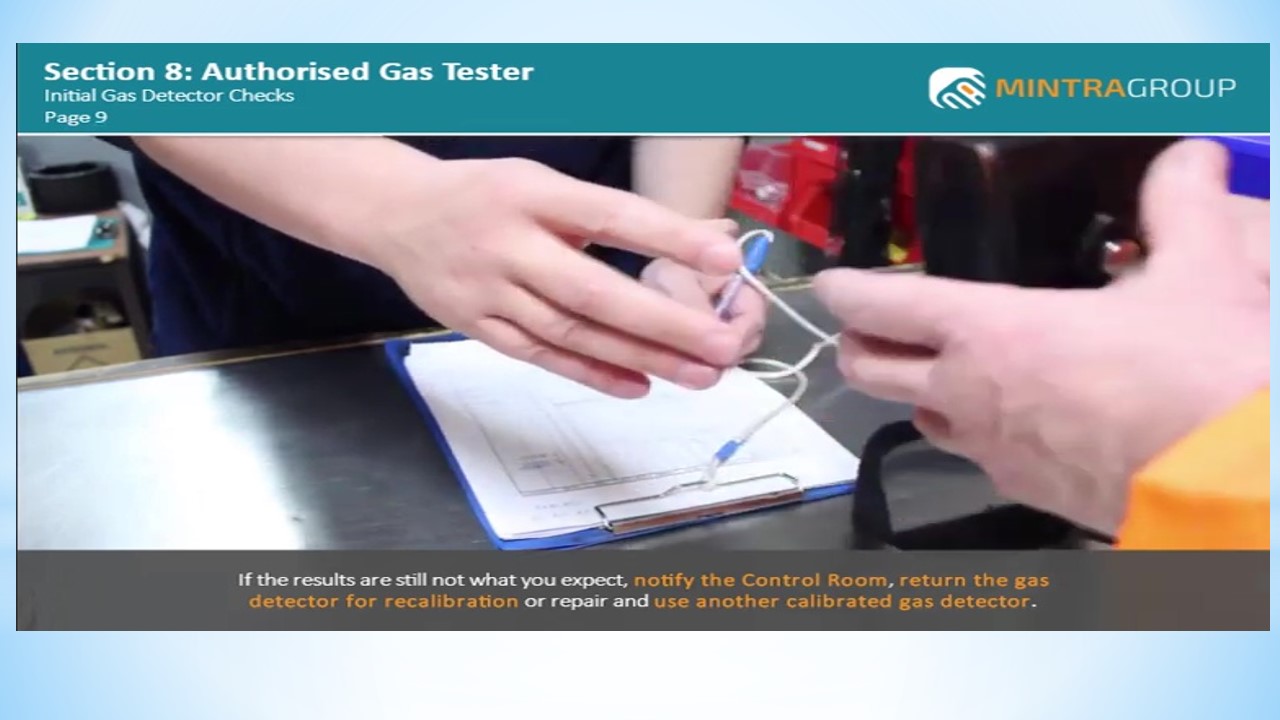 Section 8: Authorised Gas Tester
Initial Gas Detector Checks
Page 9
MINTRAGROUP
If the results are still not what you expect, notify the Control Room, return the gas
detector for recalibration or repair and use another calibrated gas detector.